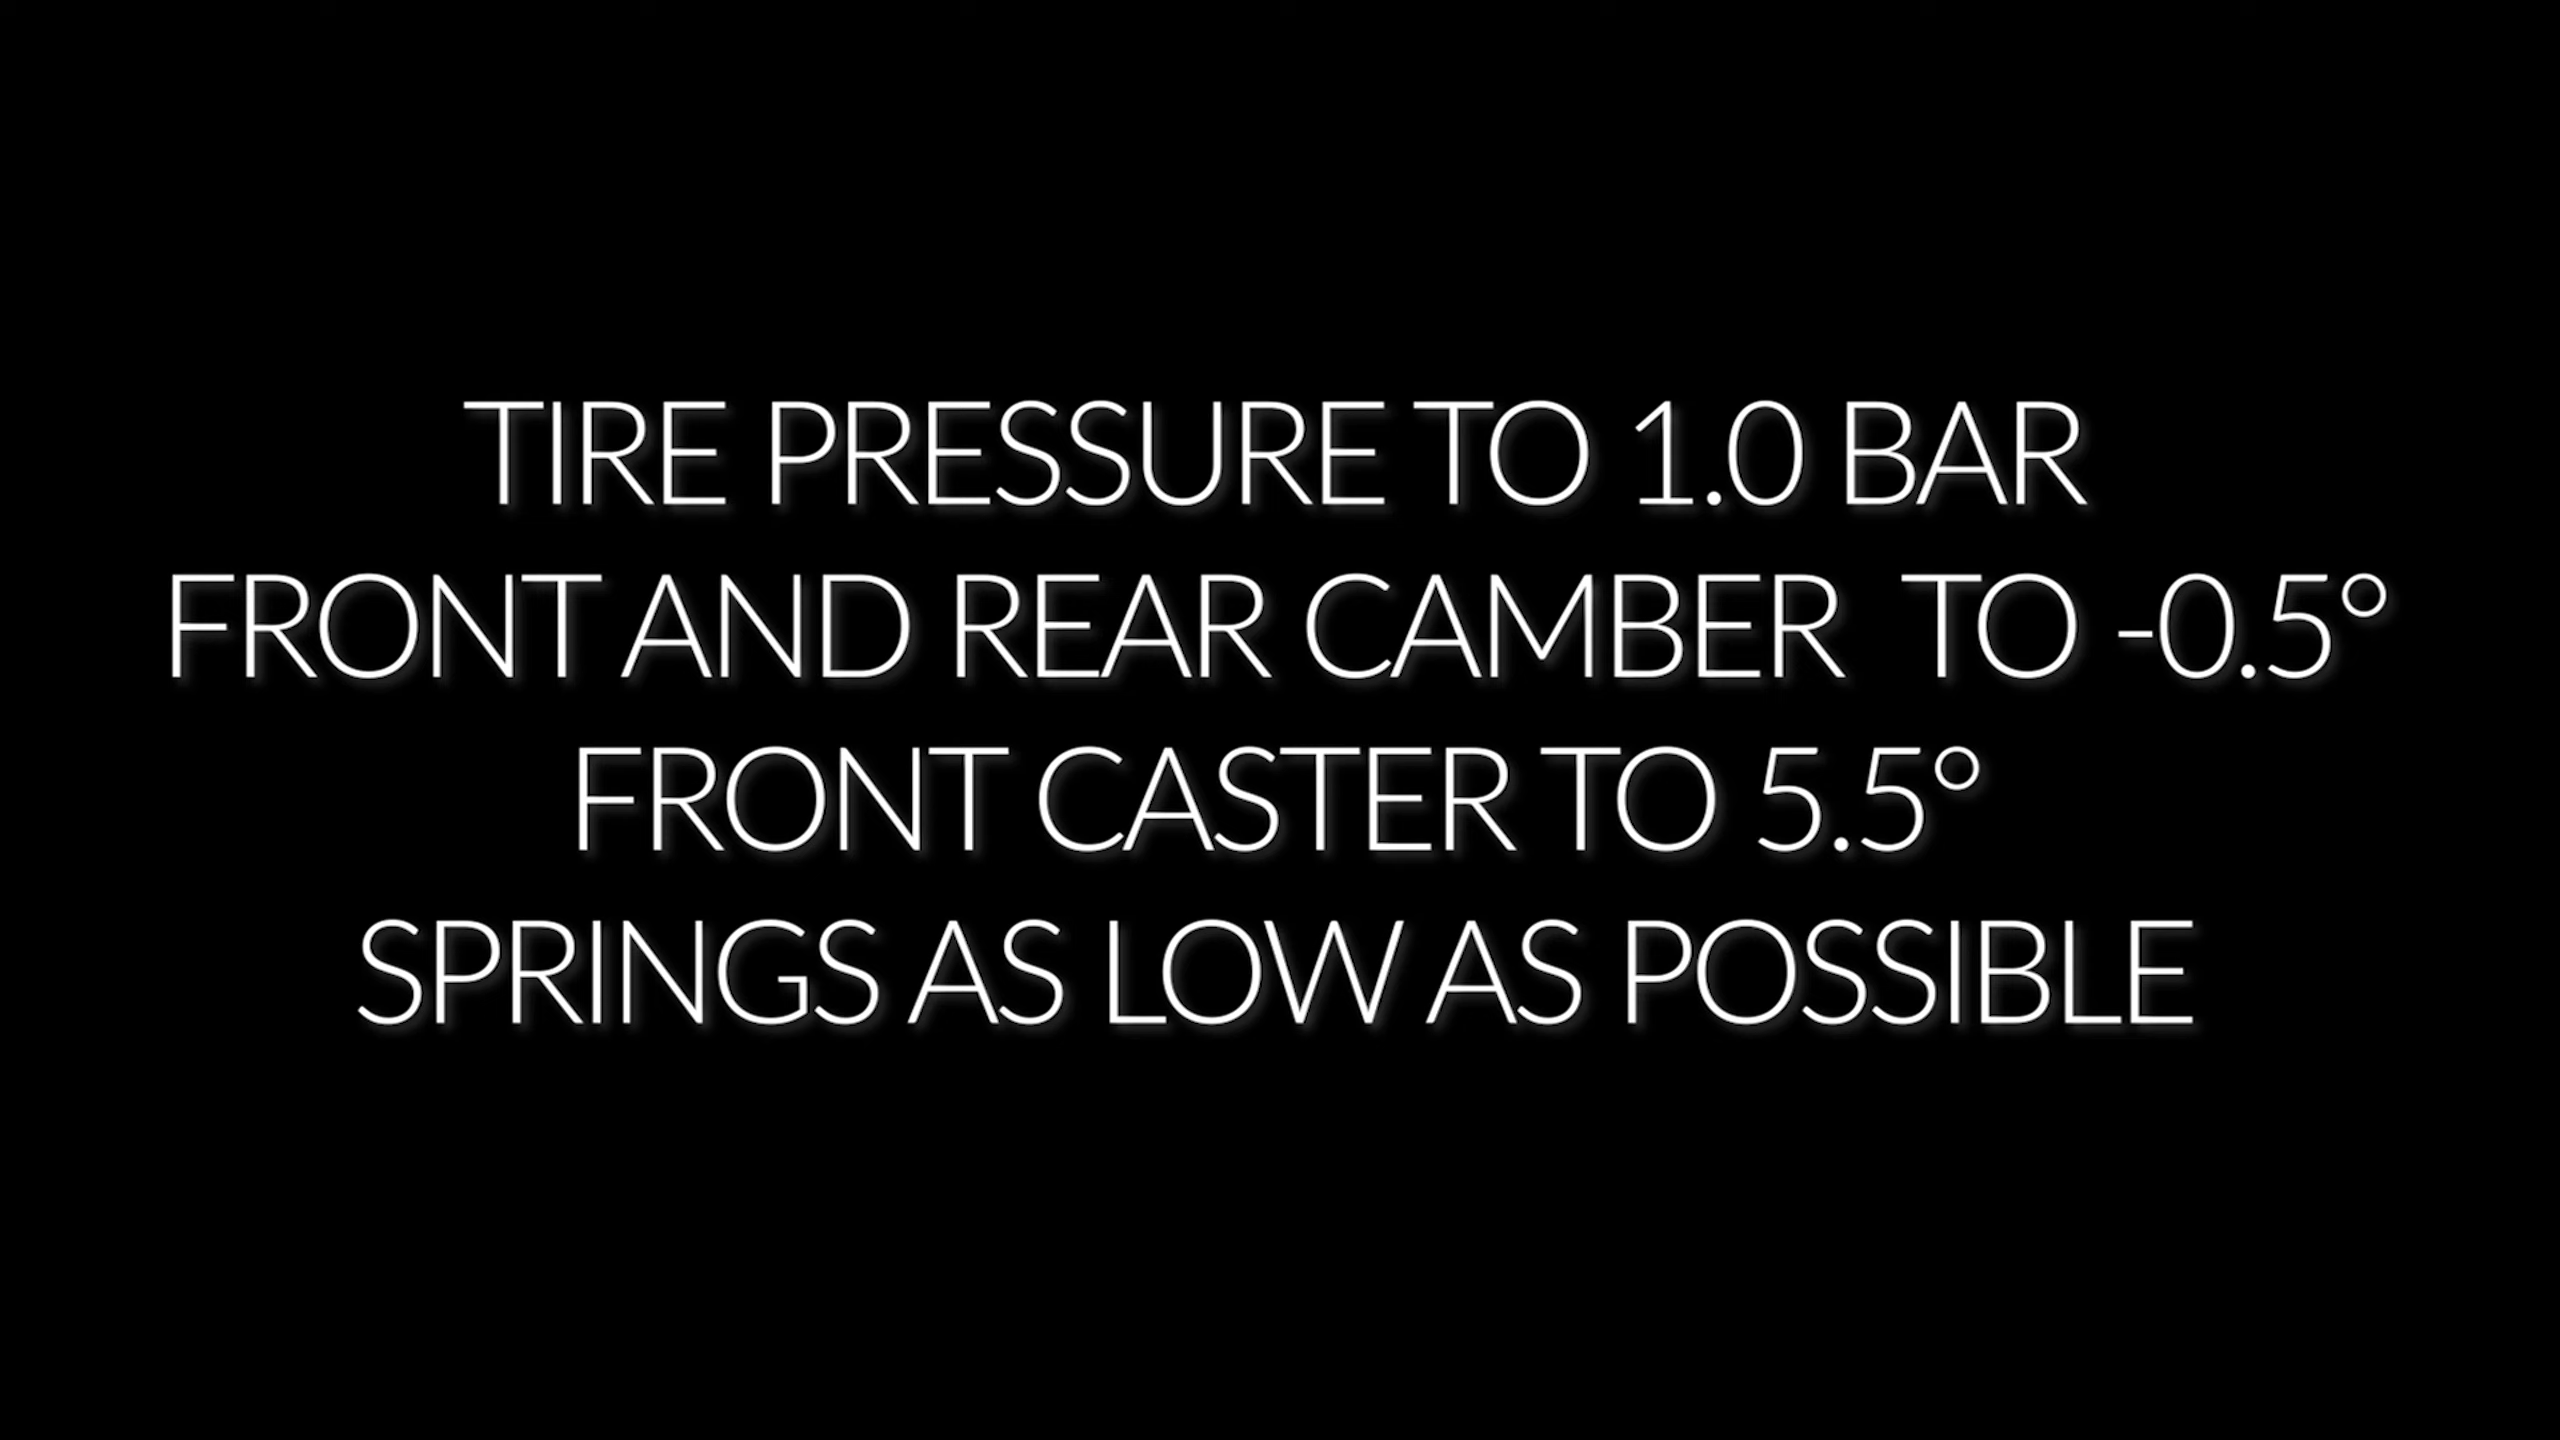 TIRE PRESSURE TO 1.0 BAR
FRONT AND REAR CAMBER TO -0.5°
FRONT CASTER TO 5.5°
SPRINGS AS LOW AS POSSIBLE